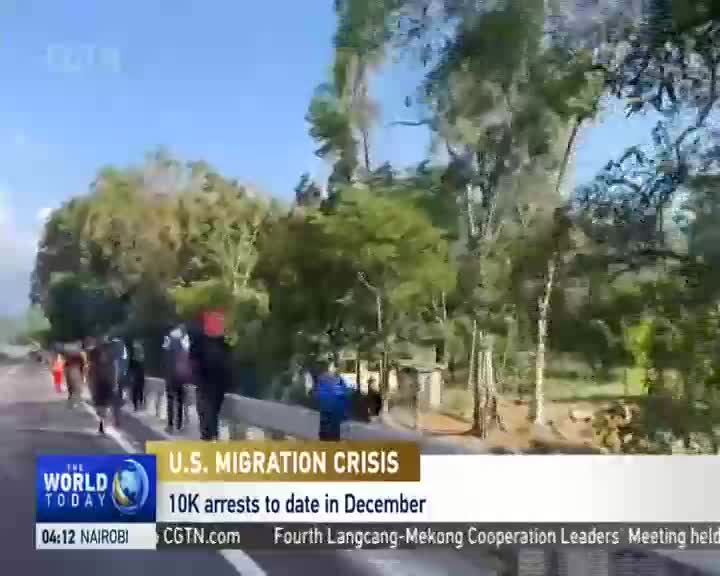 CGTN
U.S. MIGRATION CRISIS
THE
WORLD
TODAY
10K arrests to date in December
04:12 NAIROBI
CGTN.com Fourth Langcang-Mekong Cooperation Leaders' Meeting held